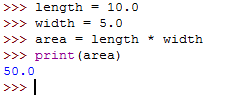 >>> length = 10.0
>>> width = 5.0
>>> area = length * width
>>> print(area)
50.0
>>>